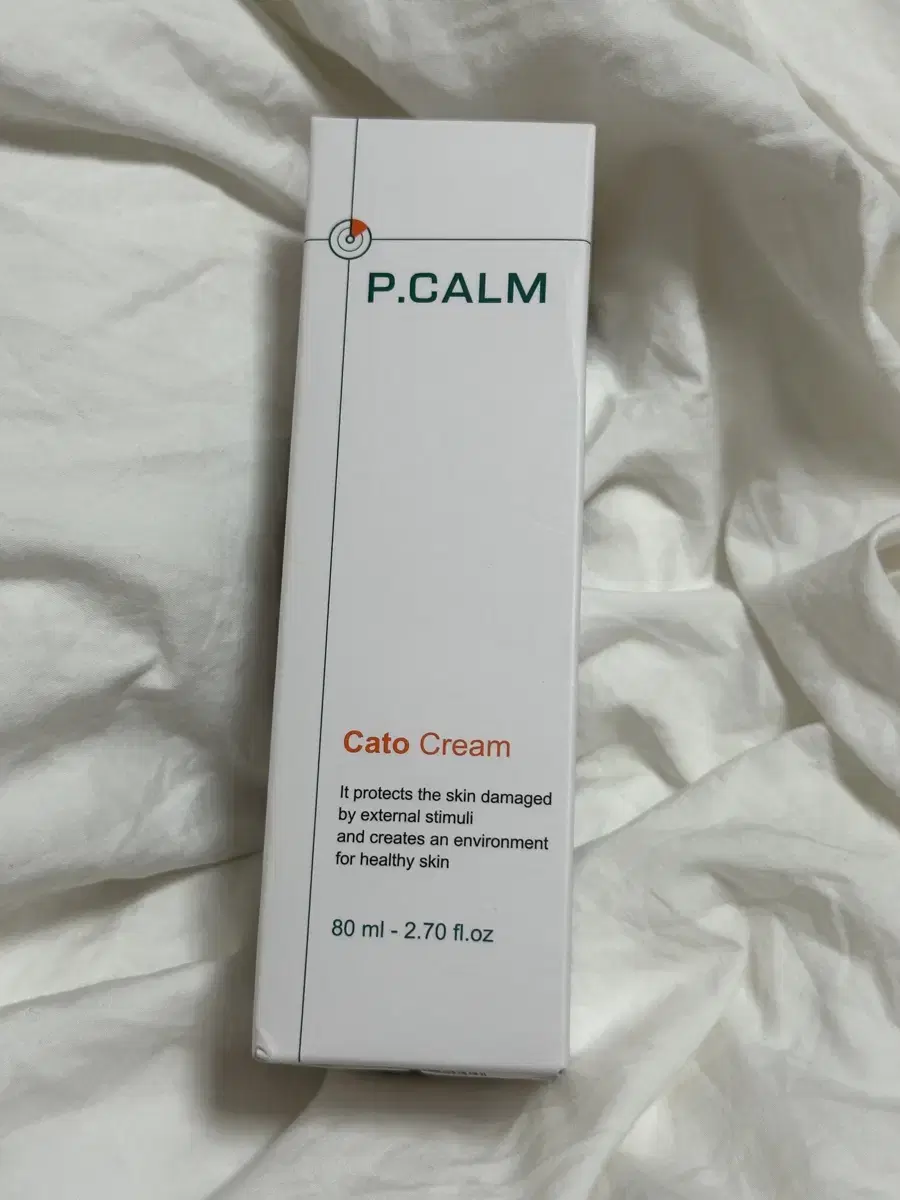 P.CALM
Cato Cream
It protects the skin damaged
by external stimuli
and creates an environment
for healthy skin
80 ml - 2.70 fl.oz